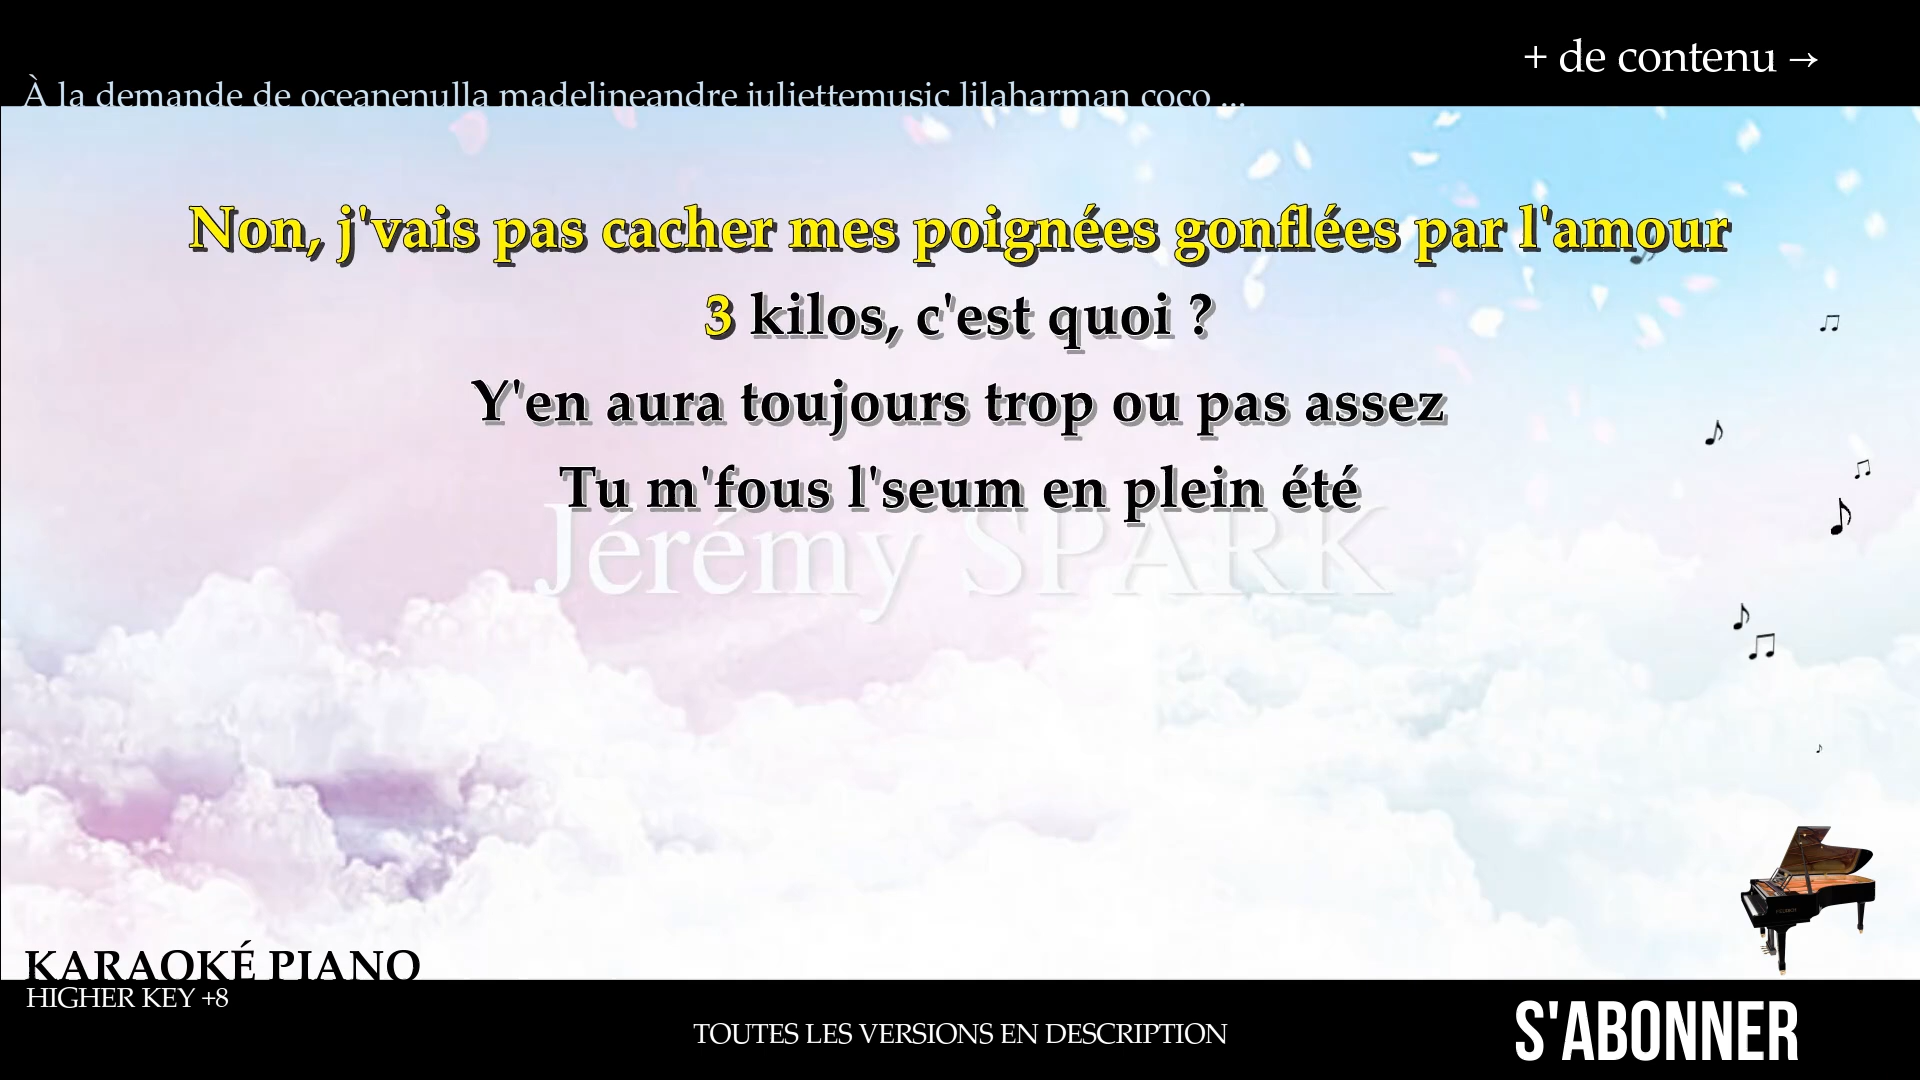 + de contenu →
À la demande de oceanenulla madelineandre juliettemusic lilaharman coco ...
Non, j'vais pas cacher mes poignées gonflées par l'amour
3 kilos, c'est quoi ?
Y'en aura toujours trop ou pas assez
Tu m'fous l'seum en plein été
Jérémy SPARK
KARAOKÉ PIANO
HIGHER KEY +8
TOUTES LES VERSIONS EN DESCRIPTION
S'ABONNER